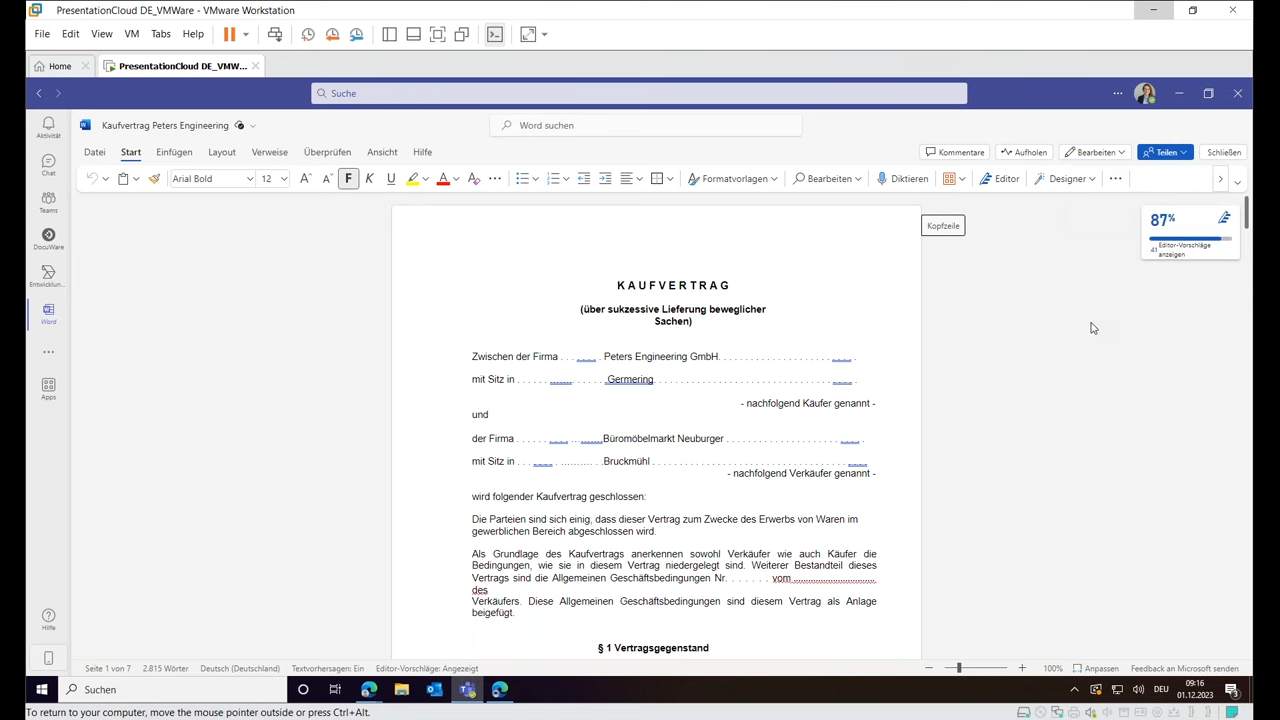 PresentationCloud DE_VMWare - VMware Workstation
File Edit View VM Tabs Help
Home PresentationCloud DE_VMW...
Suche
Kaufvertrag Peters Engineering
Word suchen
Datei Start Einfügen Layout Verweise Überprüfen Ansicht Hilfe
Kommentare Aufholen Bearbeiten Teilen Schließen
Arial Bold 12 F K U A Formatvorlagen Bearbeiten Diktieren Editor Designer
Aktivität
Chat
Teams
DocuWare
Entwicklun...
Word
Apps
Hilfe
Kopfzeile
87%
41 Editor-Vorschläge anzeigen
K A U F V E R T R A G
(über sukzessive Lieferung beweglicher
Sachen)
Zwischen der Firma . . . . Peters Engineering GmbH. . . . . . . . . . . . . . . . . . . . .
mit Sitz in . . . . . . . . . . Germering. . . . . . . . . . . . . . . . . . . . . . . . . . . . . .
- nachfolgend Käufer genannt -
und
der Firma . . . . . . . . . . Büromöbelmarkt Neuburger . . . . . . . . . . . . . . . . . . . .
mit Sitz in . . . . . . . . . . Bruckmühl . . . . . . . . . . . . . . . . . . . . . . . . . . . . . .
- nachfolgend Verkäufer genannt -
wird folgender Kaufvertrag geschlossen:
Die Parteien sind sich einig, dass dieser Vertrag zum Zwecke des Erwerbs von Waren im
gewerblichen Bereich abgeschlossen wird.
Als Grundlage des Kaufvertrags anerkennen sowohl Verkäufer wie auch Käufer die
Bedingungen, wie sie in diesem Vertrag niedergelegt sind. Weiterer Bestandteil dieses
Vertrags sind die Allgemeinen Geschäftsbedingungen Nr. . . . . . . vom ..............................
des
Verkäufers. Diese Allgemeinen Geschäftsbedingungen sind diesem Vertrag als Anlage
beigefügt.
§ 1 Vertragsgegenstand
Seite 1 von 7 2.815 Wörter Deutsch (Deutschland) Textvorhersagen: Ein Editor-Vorschläge: Angezeigt
100% Anpassen Feedback an Microsoft senden
Suchen
DEU
09:16
01.12.2023
3
To return to your computer, move the mouse pointer outside or press Ctrl+Alt.